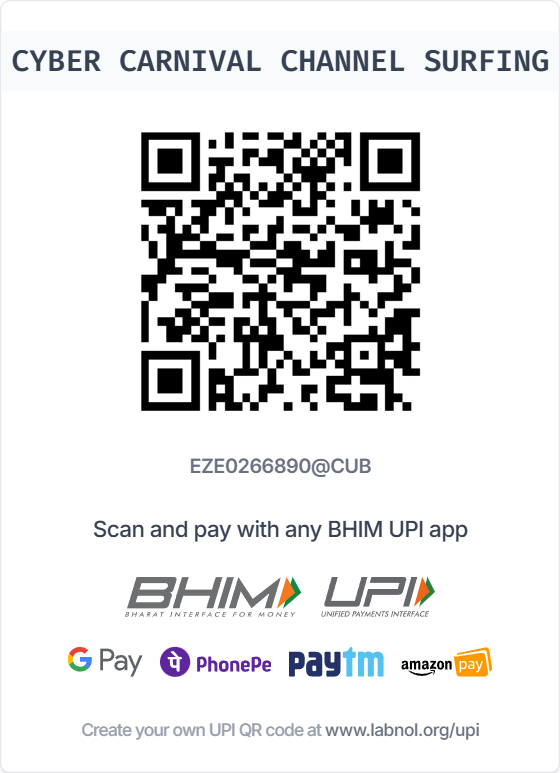 CYBER CARNIVAL CHANNEL SURFING
EZE0266890@CUB
Scan and pay with any BHIM UPI app
BHIM UPI
BHARAT INTERFACE FOR MONEY UNIFIED PAYMENTS INTERFACE
G Pay पे PhonePe paytm amazon pay
Create your own UPI QR code at www.labnol.org/upi